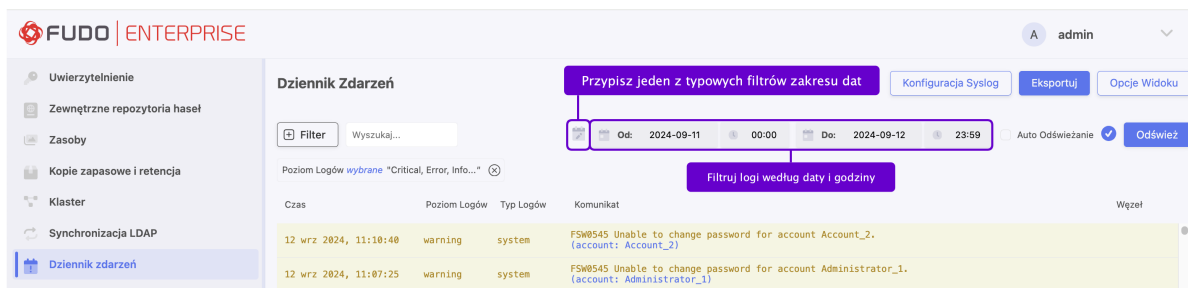 FUDO ENTERPRISE
A admin
Uwierzytelnienie
Zewnętrzne repozytoria haseł
Zasoby
Kopie zapasowe i retencja
Klaster
Synchronizacja LDAP
Dziennik zdarzeń
Dziennik Zdarzeń
Przypisz jeden z typowych filtrów zakresu dat
Konfiguracja Syslog
Eksportuj
Opcje Widoku
Filter
Wyszukaj...
Od: 2024-09-11 00:00 Do: 2024-09-12 23:59
Auto Odświeżanie
Odśwież
Poziom Logów wybrane "Critical, Error, Info..."
Filtruj logi według daty i godziny
Czas Poziom Logów Typ Logów Komunikat Węzeł
12 wrz 2024, 11:10:40 warning system FSW0545 Unable to change password for account Account_2.
(account: Account_2)
12 wrz 2024, 11:07:25 warning system FSW0545 Unable to change password for account Administrator_1.
(account: Administrator_1)